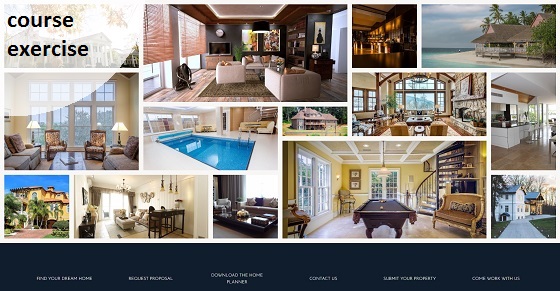 course
exercise
FIND YOUR DREAM HOME
REQUEST PROPOSAL
DOWNLOAD THE HOME
PLANNER
CONTACT US
SUBMIT YOUR PROPERTY
COME WORK WITH US